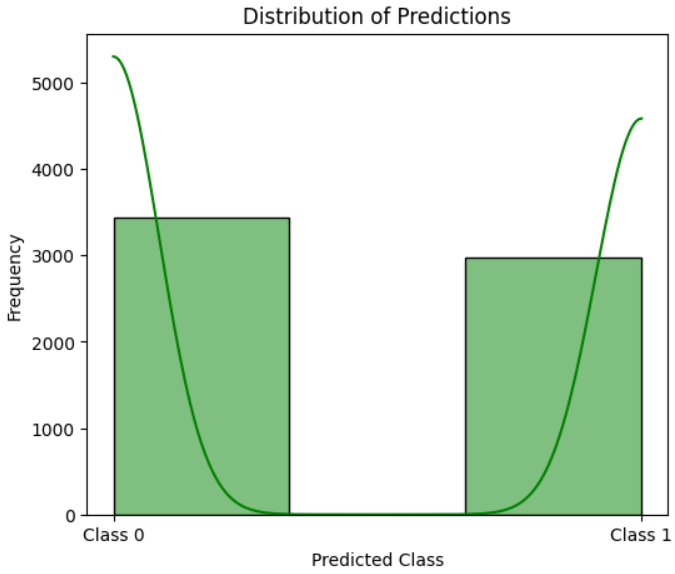 Distribution of Predictions
5000
4000
3000
2000
1000
0
Frequency
Class 0
Class 1
Predicted Class